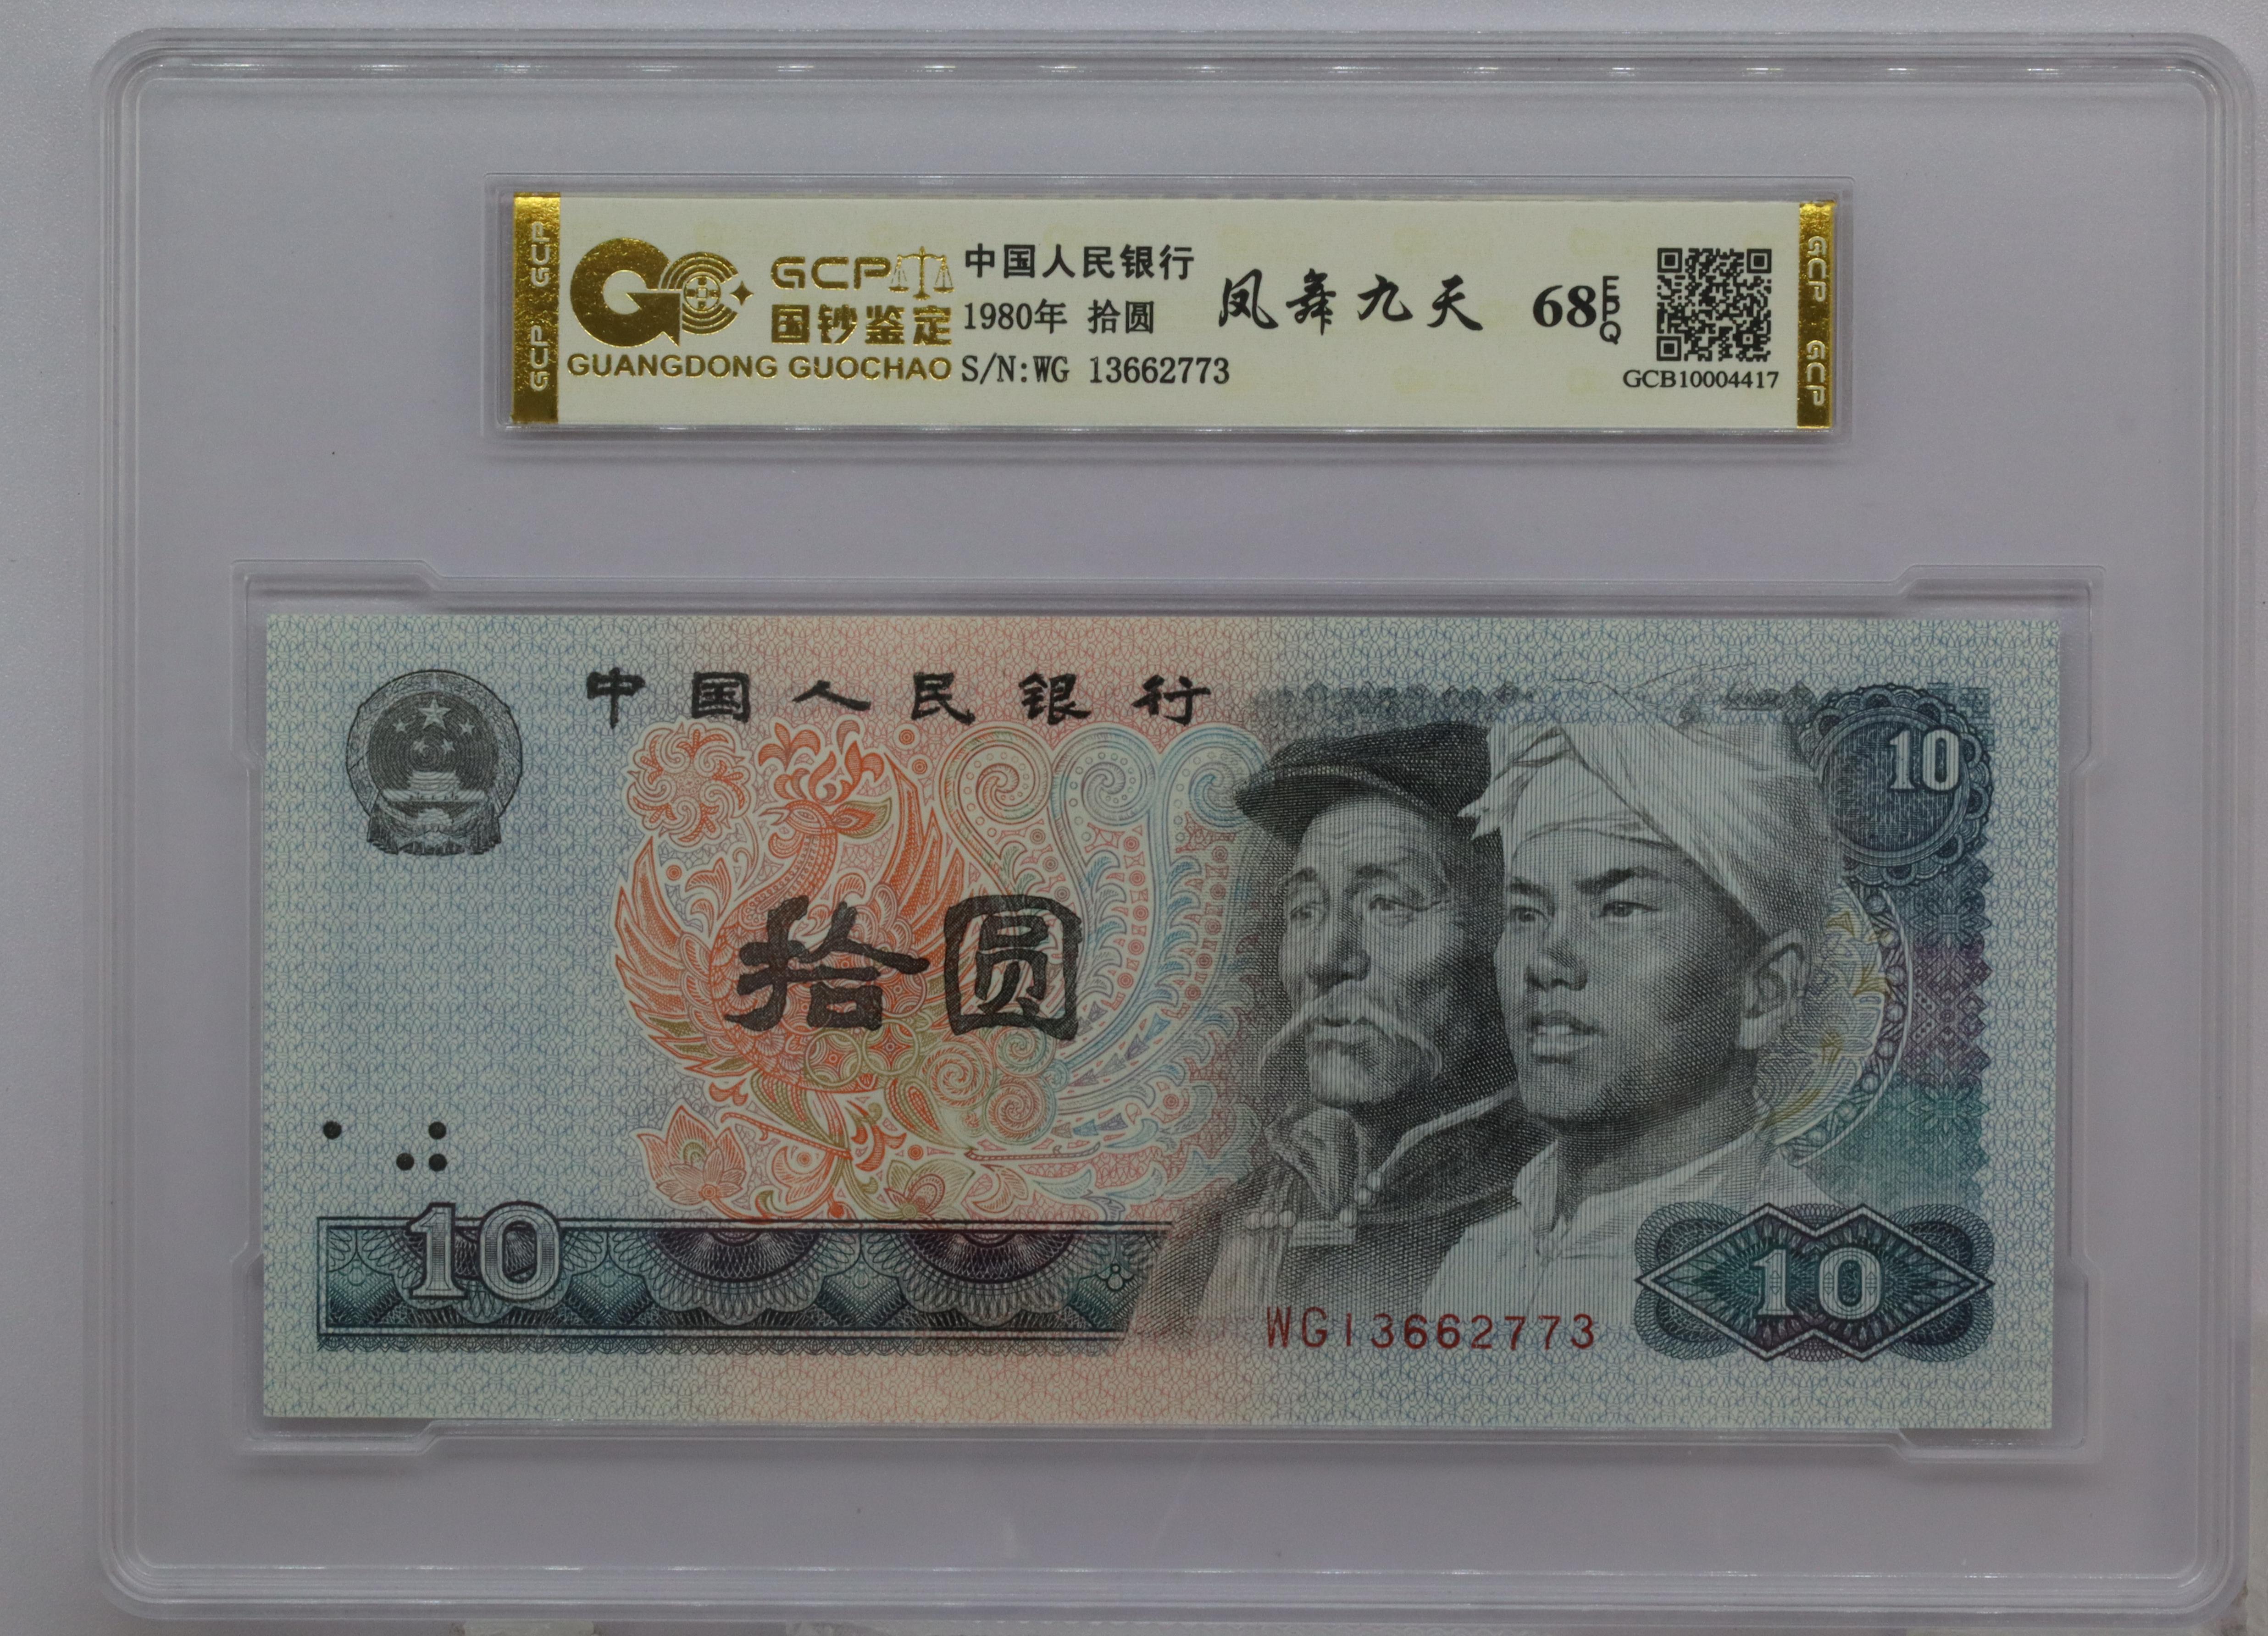 GCP GCP
GCP
国钞鉴定
GUANGDONG GUOCHAO
中国人民银行
1980年 拾圆
S/N:WG 13662773
凤舞九天
68 EPQ
GCB10004417
GCP GCP
中国人民银行
10
拾圆
10
WG13662773
10